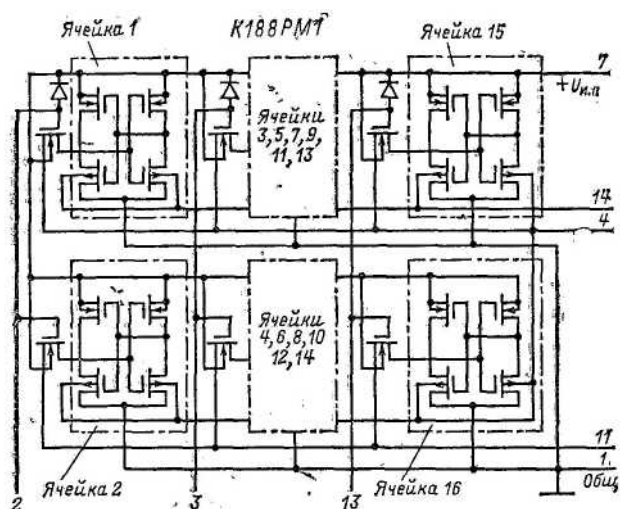 Ячейка 1
К188РМ1
Ячейка 15
7
+Uи.п
Ячейки
3,5,7,9,
11,13
14
4
Ячейки
4,6,8,10
12,14
11
1
Общ
Ячейка 2
Ячейка 16
2
3
13